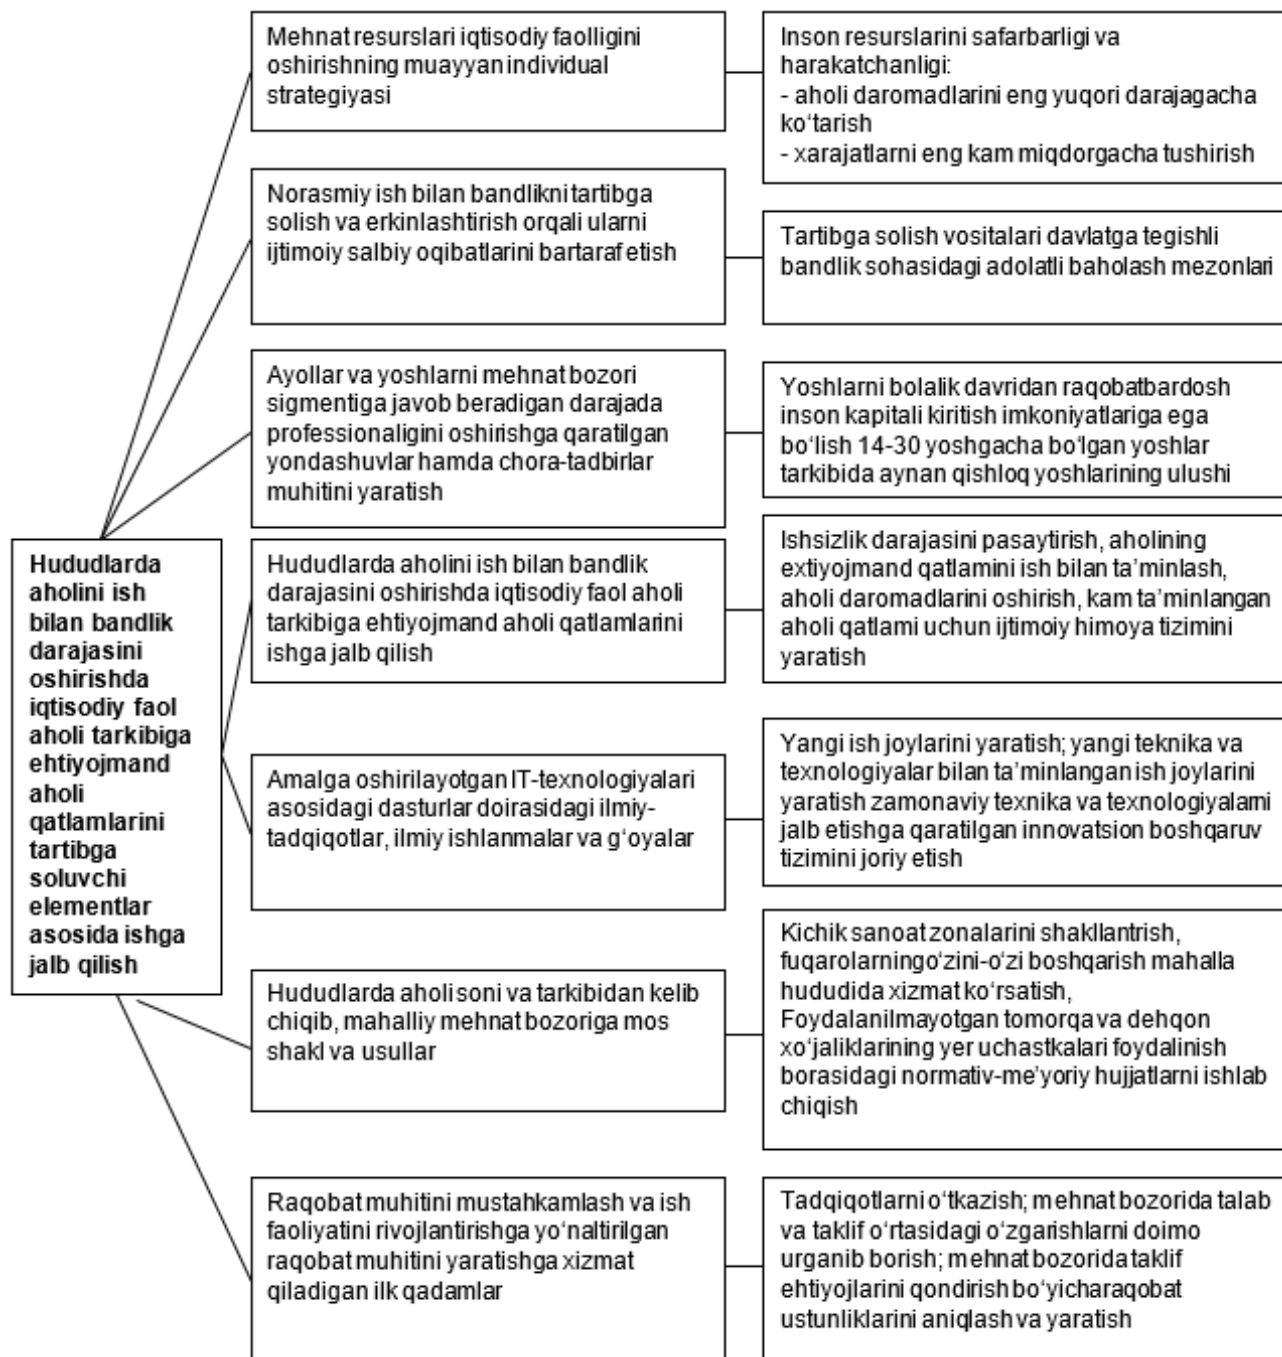 Mehnat resurslari iqtisodiy faolligini
oshirishning muayyan individual
strategiyasi
Inson resurslarini safarbarligi va
harakatchanligi:
- aholi daromadlarini eng yuqori darajagacha
ko‘tarish
- xarajatlarni eng kam miqdorgacha tushirish
Norasmiy ish bilan bandlikni tartibga
solish va erkinlashtirish orqali ularni
ijtimoiy salbiy oqibatlarini bartaraf etish
Tartibga solish vositalari davlatga tegishli
bandlik sohasidagi adolatli baholash mezonlari
Ayollar va yoshlarni mehnat bozori
sigmentiga javob beradigan darajada
professionaligini oshirishga qaratilgan
yondashuvlar hamda chora-tadbirlar
muhitini yaratish
Yoshlarni bolalik davridan raqobatbardosh
inson kapitali kiritish imkoniyatlariga ega
bo‘lish 14-30 yoshgacha bo‘lgan yoshlar
tarkibida aynan qishloq yoshlarining ulushi
Hududlarda
aholini ish
bilan bandlik
darajasini
oshirishda
iqtisodiy faol
aholi tarkibiga
ehtiyojmand
aholi
qatlamlarini
tartibga
soluvchi
elementlar
asosida ishga
jalb qilish
Hududlarda aholini ish bilan bandlik
darajasini oshirishda iqtisodiy faol aholi
tarkibiga ehtiyojmand aholi qatlamlarini
ishga jalb qilish
Ishsizlik darajasini pasaytirish, aholining
extiyojmand qatlamini ish bilan ta’minlash,
aholi daromadlarini oshirish, kam ta’minlangan
aholi qatlami uchun ijtimoiy himoya tizimini
yaratish
Amalga oshirilayotgan IT-texnologiyalari
asosidagi dasturlar doirasidagi ilmiy-
tadqiqotlar, ilmiy ishlanmalar va g‘oyalar
Yangi ish joylarini yaratish; yangi teknika va
texnologiyalar bilan ta’minlangan ish joylarini
yaratish zamonaviy texnika va texnologiyalarni
jalb etishga qaratilgan innovatsion boshqaruv
tizimini joriy etish
Hududlarda aholi soni va tarkibidan kelib
chiqib, mahalliy mehnat bozoriga mos
shakl va usullar
Kichik sanoat zonalarini shakllantrish,
fuqarolarningo‘zini-o‘zi boshqarish mahalla
hududida xizmat ko‘rsatish,
Foydalanilmayotgan tomorqa va dehqon
xo‘jaliklarining yer uchastkalari foydalinish
borasidagi normativ-me’yoriy hujjatlarni ishlab
chiqish
Raqobat muhitini mustahkamlash va ish
faoliyatini rivojlantirishga yo‘naltirilgan
raqobat muhitini yaratishga xizmat
qiladigan ilk qadamlar
Tadqiqotlarni o‘tkazish; mehnat bozorida talab
va taklif o‘rtasidagi o‘zgarishlarni doimo
urganib borish; mehnat bozorida taklif
ehtiyojlarini qondirish bo‘yicharaqobat
ustunliklarini aniqlash va yaratish